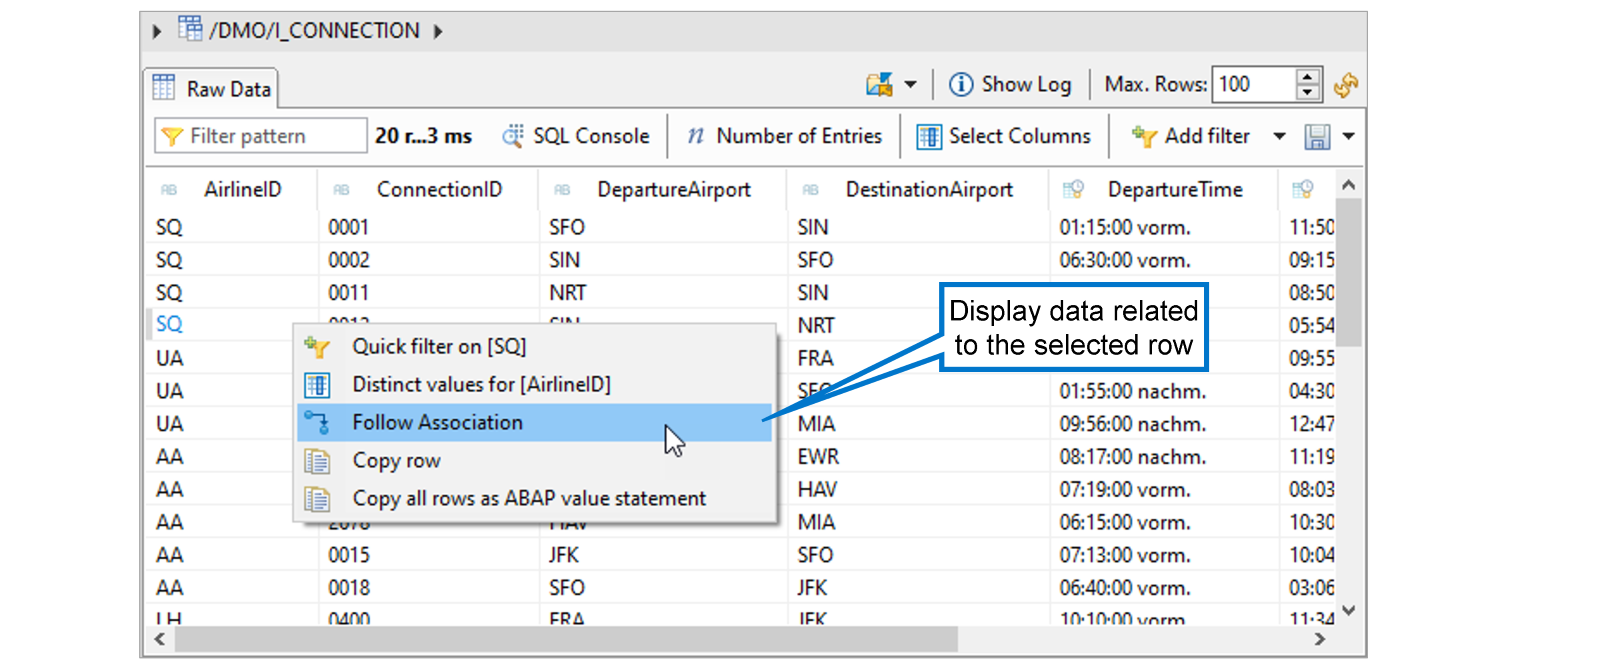 /DMO/I_CONNECTION
Raw Data Show Log Max. Rows: 100
Filter pattern 20 r...3 ms SQL Console n Number of Entries Select Columns Add filter
AB AirlineID AB ConnectionID AB DepartureAirport AB DestinationAirport DepartureTime
SQ 0001 SFO SIN 01:15:00 vorm. 11:50
SQ 0002 SIN SFO 06:30:00 vorm. 09:15
SQ 0011 NRT SIN 08:50
SQ NRT 05:54
UA FRA 09:55
UA 01:55:00 nachm. 04:30
UA MIA 09:56:00 nachm. 12:47
AA EWR 08:17:00 nachm. 11:19
AA HAV 07:19:00 vorm. 08:03
AA MIA 06:15:00 vorm. 10:30
AA 0015 JFK SFO 07:13:00 vorm. 10:04
AA 0018 SFO JFK 06:40:00 vorm. 03:06
LH 0400 FRA JFK 10:10:00 vorm. 11:34
Quick filter on [SQ]
Distinct values for [AirlineID]
Follow Association
Copy row
Copy all rows as ABAP value statement
Display data related
to the selected row